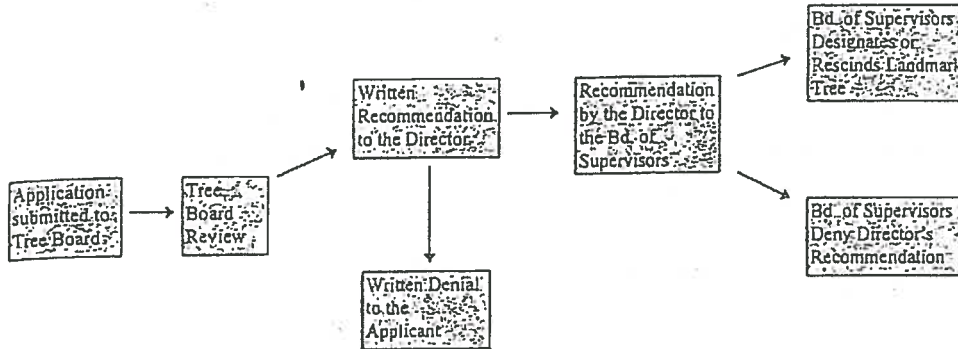 Application
submitted to
Tree Board
Tree
Board
Review
Written
Recommendation
to the Director
Written Denial
to the
Applicant
Recommendation
by the Director to
the Bd. of
Supervisors
Bd. of Supervisors
Designates or
Rescinds Landmark
Tree
Bd. of Supervisors
Deny Director's
Recommendation